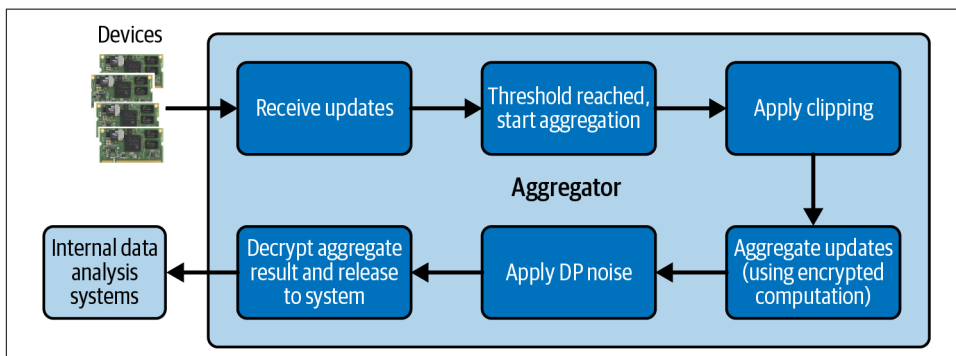 Devices
Receive updates
Threshold reached,
start aggregation
Apply clipping
Aggregator
Internal data
analysis
systems
Decrypt aggregate
result and release
to system
Apply DP noise
Aggregate updates
(using encrypted
computation)